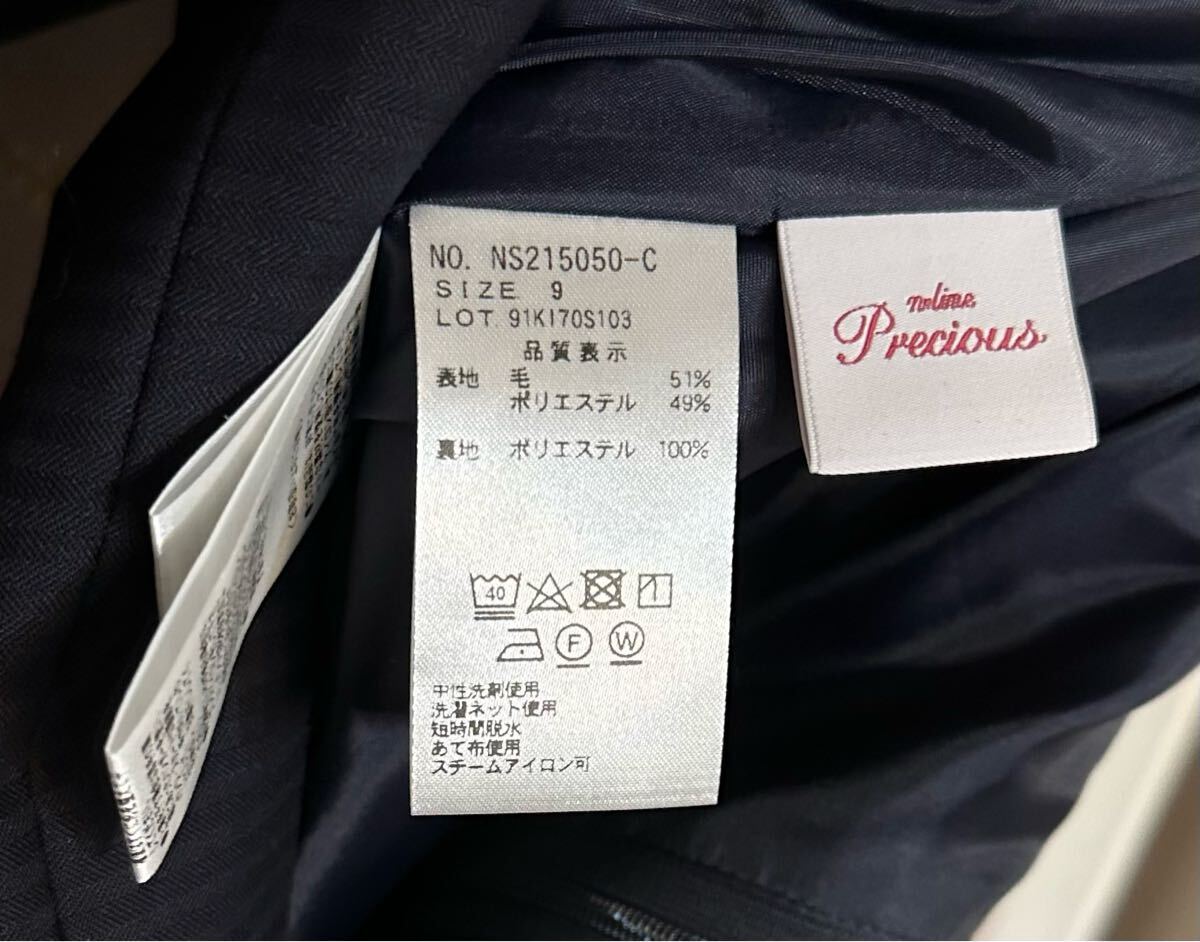 NO. NS215050-C
SIZE 9
LOT. 91KI70S103
品質表示
表地 毛 51%
ポリエステル 49%
裏地 ポリエステル 100%
40
F W
中性洗剤使用
洗濯ネット使用
短時間脱水
あて布使用
スチームアイロン可
Precious